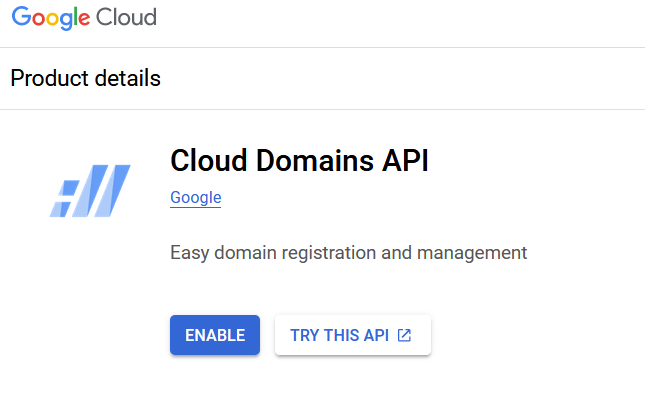 Google Cloud
Product details
Cloud Domains API
Google
Easy domain registration and management
ENABLE
TRY THIS API